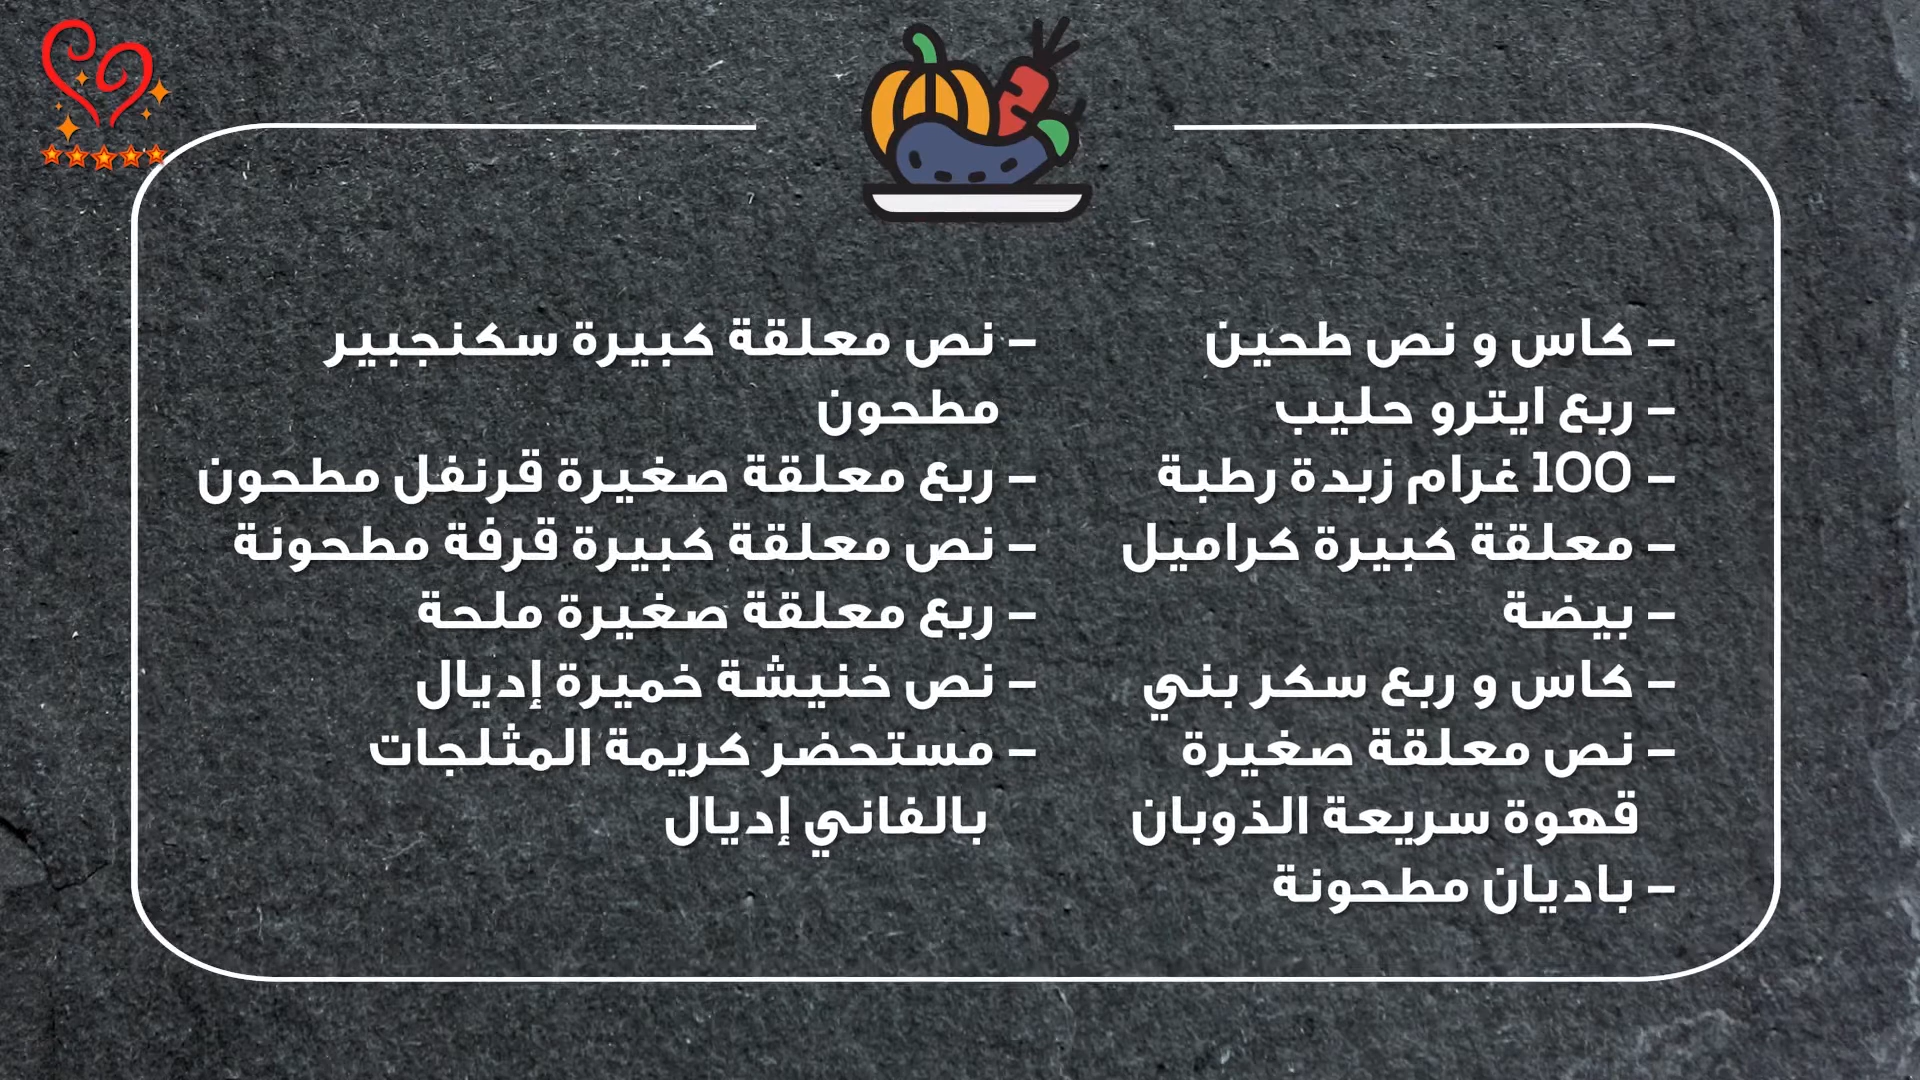 – كاس و نص طحين
– ربع ايترو حليب
– 100 غرام زبدة رطبة
– معلقة كبيرة كراميل
– بيضة
– كاس و ربع سكر بني
– نص معلقة صغيرة
قهوة سريعة الذوبان
– باديان مطحونة
– نص معلقة كبيرة سكنجبير
مطحون
– ربع معلقة صغيرة قرنفل مطحون
– نص معلقة كبيرة قرفة مطحونة
– ربع معلقة صغيرة ملحة
– نص خنيشة خميرة إديال
– مستحضر كريمة المثلجات
بالفاني إديال